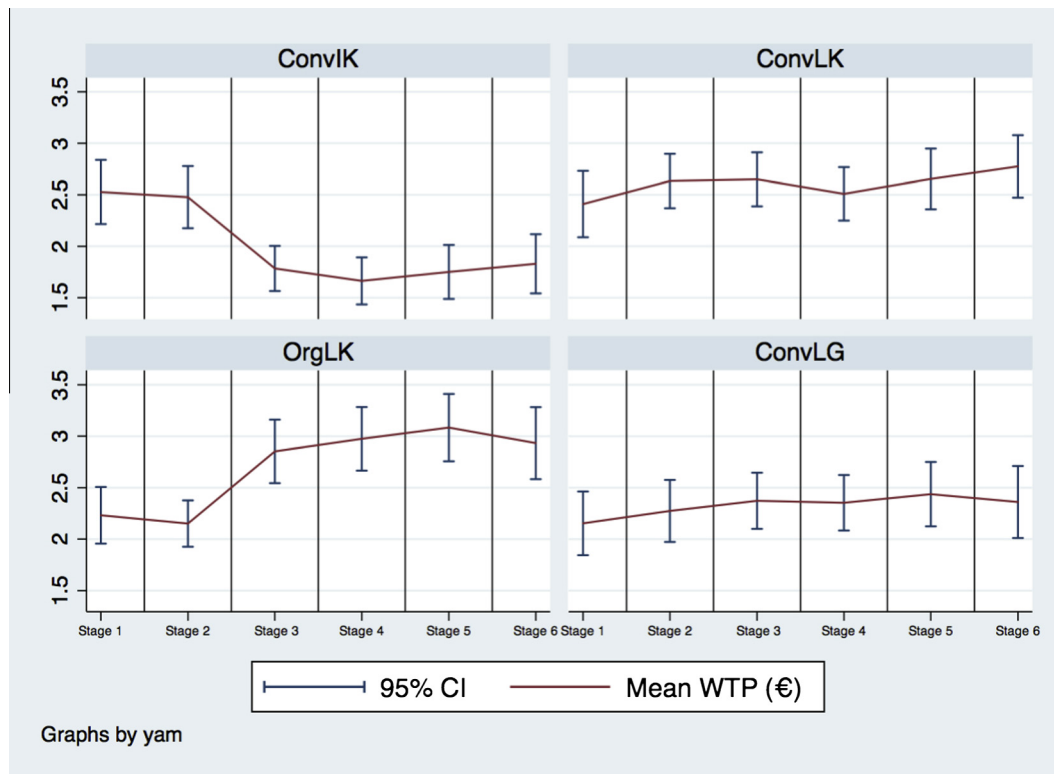 ConvIK
ConvLK
3.5
3
2.5
2
1.5
OrgLK
ConvLG
3.5
3
2.5
2
1.5
Stage 1 Stage 2 Stage 3 Stage 4 Stage 5 Stage 6 Stage 1 Stage 2 Stage 3 Stage 4 Stage 5 Stage 6
95% CI Mean WTP (€)
Graphs by yam